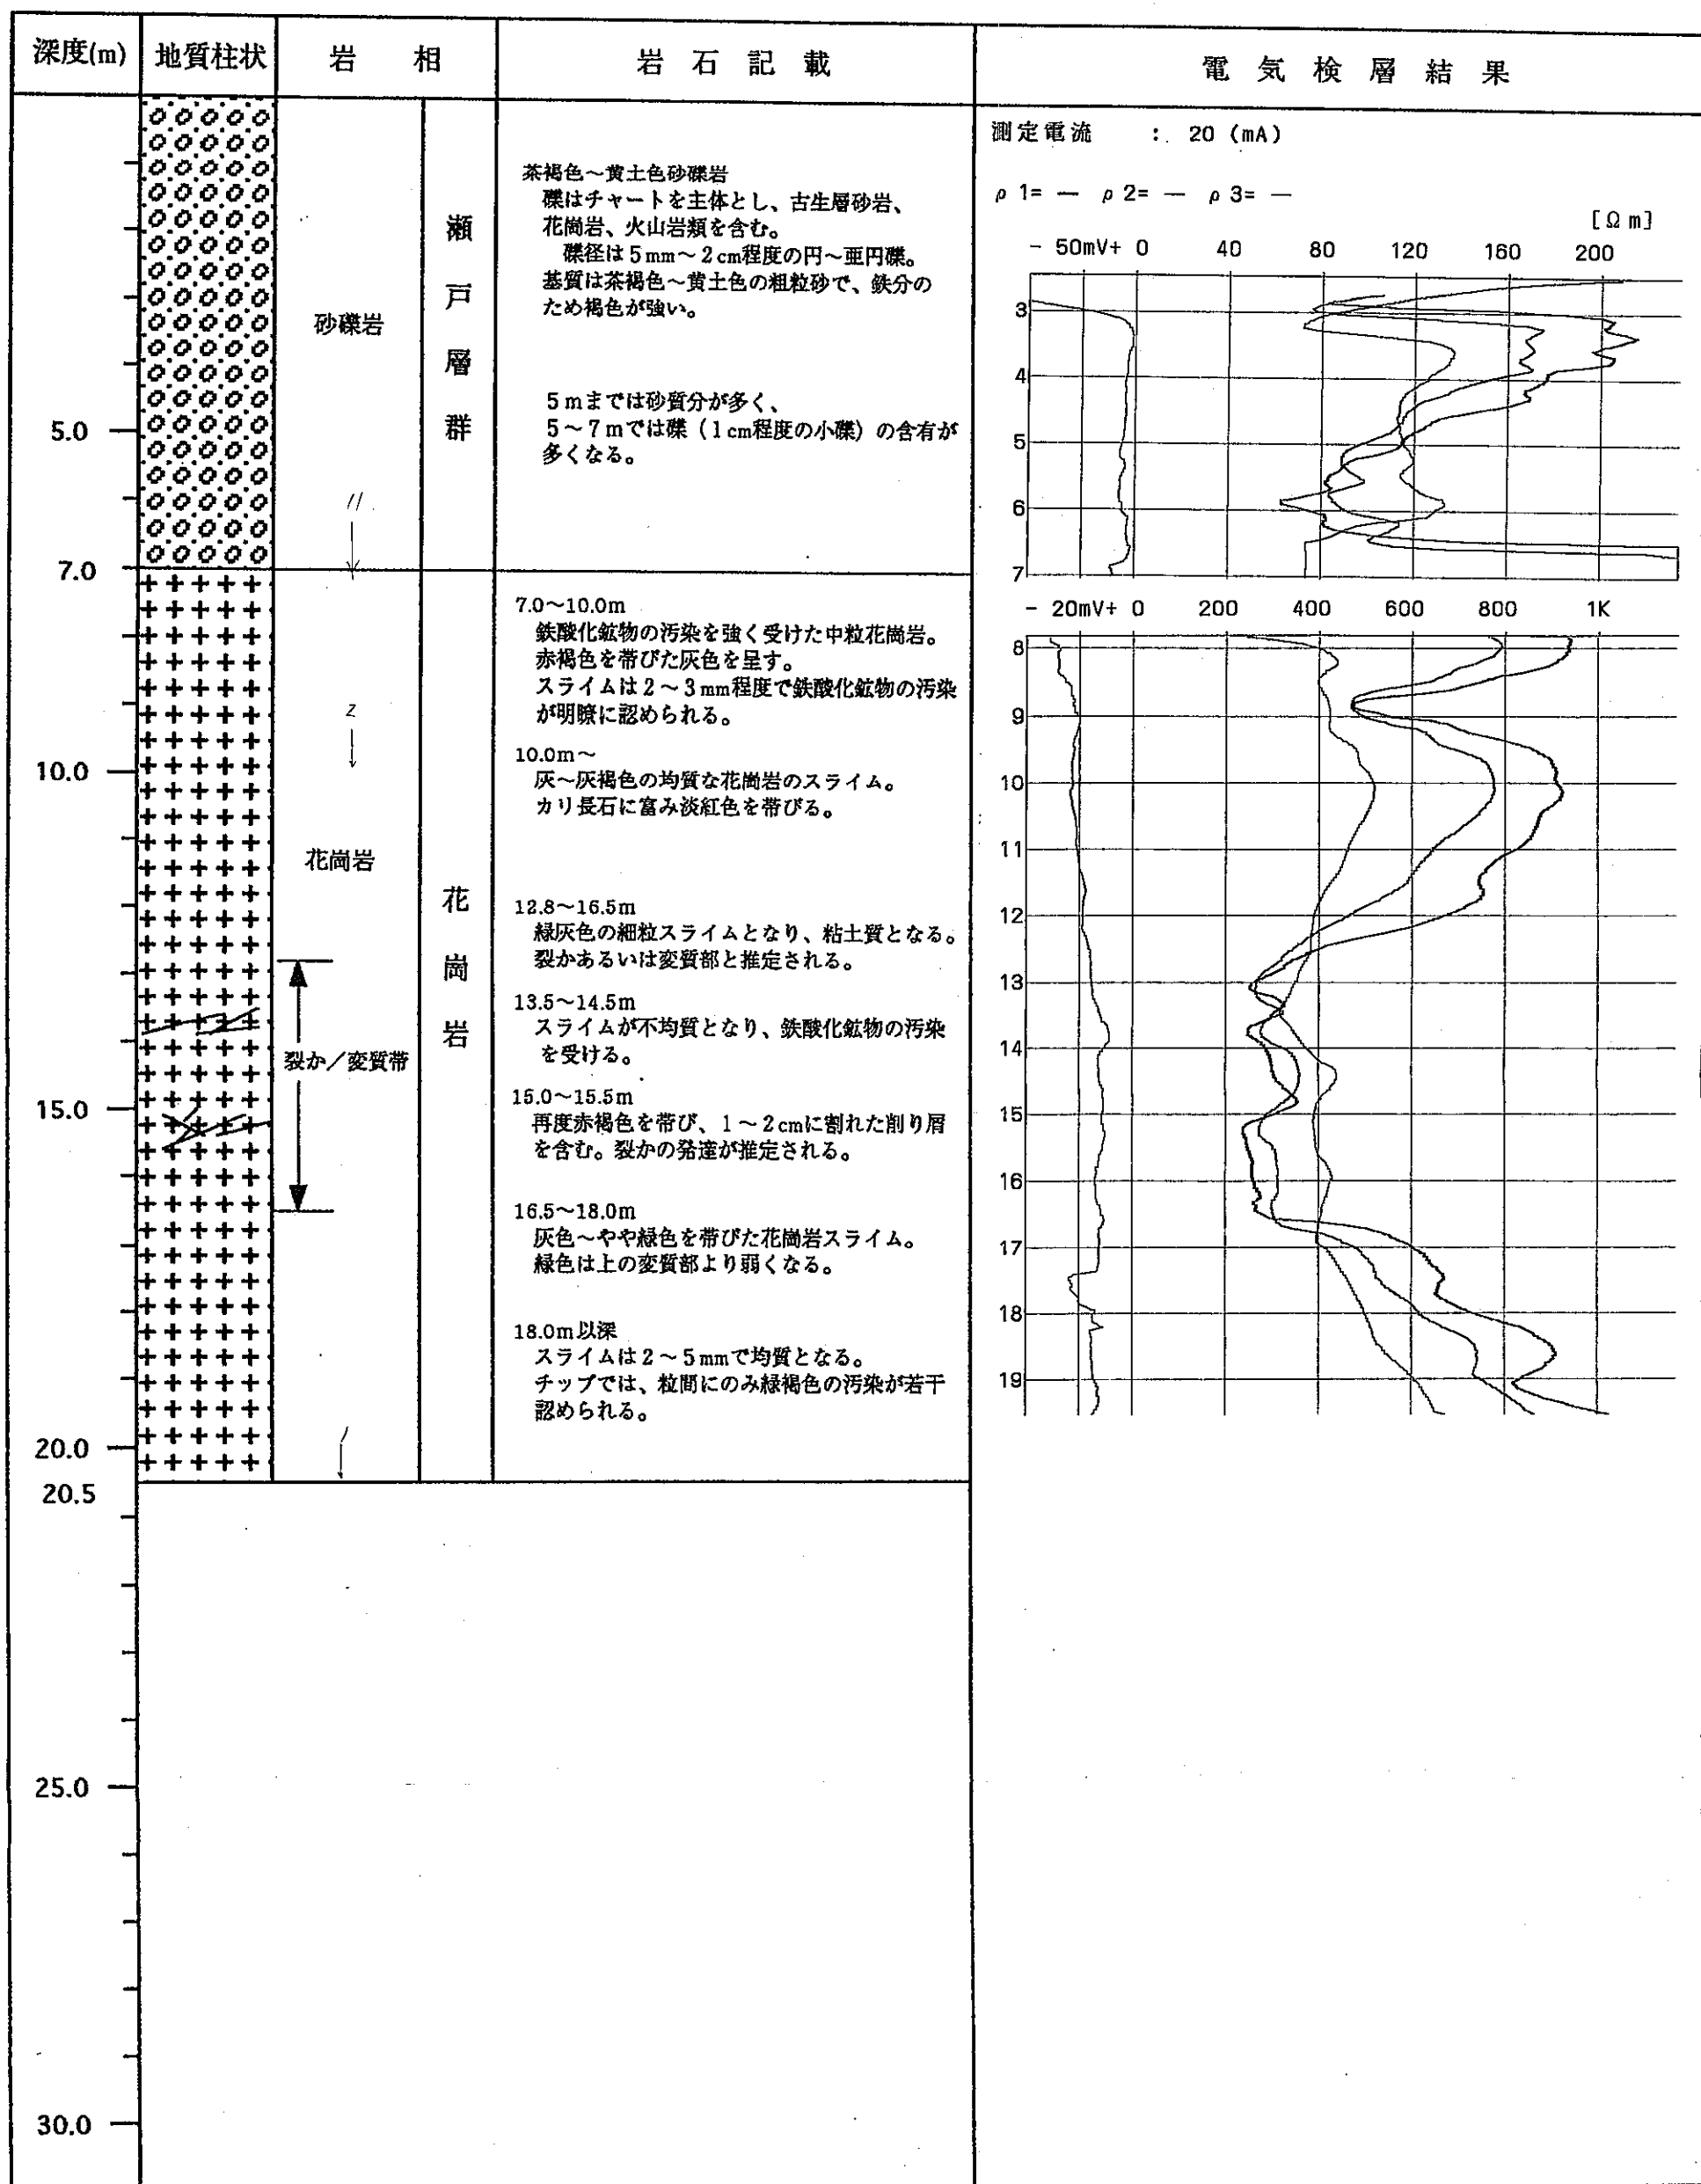 深度(m) 地質柱状 岩相 岩石記載 電気検層結果
測定電流 : 20 (mA)
ρ1= — ρ2= — ρ3= —
[Ωm]
- 50mV+ 0 40 80 120 160 200
3
4
5
6
7
- 20mV+ 0 200 400 600 800 1K
8
9
10
11
12
13
14
15
16
17
18
19
5.0
7.0
10.0
15.0
20.0
20.5
25.0
30.0
砂礫岩
花崗岩
裂か/変質帯
瀬戸層群
花崗岩
茶褐色~黄土色砂礫岩
礫はチャートを主体とし、古生層砂岩、
花崗岩、火山岩類を含む。
礫径は5mm~2cm程度の円~亜円礫。
基質は茶褐色~黄土色の粗粒砂で、鉄分の
ため褐色が強い。
5mまでは砂質分が多く、
5~7mでは礫(1cm程度の小礫)の含有が
多くなる。
7.0~10.0m
鉄酸化鉱物の汚染を強く受けた中粒花崗岩。
赤褐色を帯びた灰色を呈す。
スライムは2~3mm程度で鉄酸化鉱物の汚染
が明瞭に認められる。
10.0m~
灰~灰褐色の均質な花崗岩のスライム。
カリ長石に富み淡紅色を帯びる。
12.8~16.5m
緑灰色の細粒スライムとなり、粘土質となる。
裂かあるいは変質部と推定される。
13.5~14.5m
スライムが不均質となり、鉄酸化鉱物の汚染
を受ける。
15.0~15.5m
再度赤褐色を帯び、1~2cmに割れた削り屑
を含む。裂かの発達が推定される。
16.5~18.0m
灰色~やや緑色を帯びた花崗岩スライム。
緑色は上の変質部より弱くなる。
18.0m以深
スライムは2~5mmで均質となる。
チップでは、粒間にのみ緑褐色の汚染が若干
認められる。